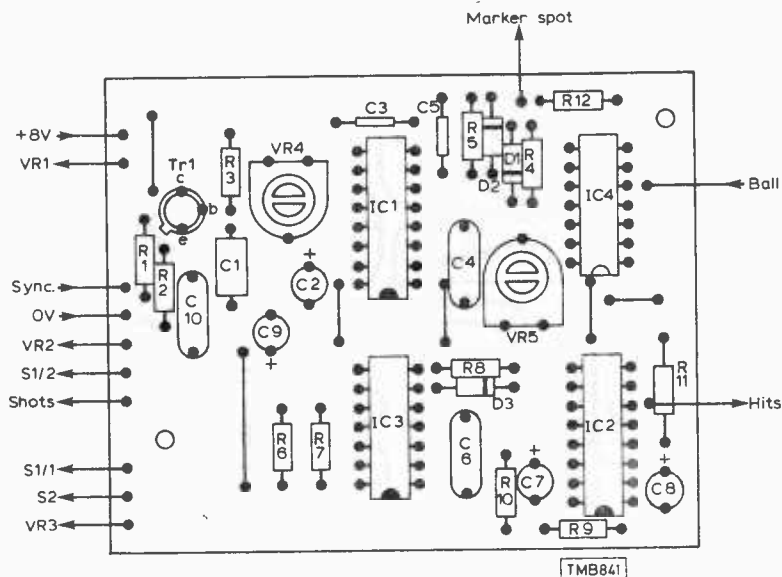 Marker spot
+8V
VR1
Tr1
c
b
e
R3
VR4
C3
C5
R5
D2
D1
R4
R12
IC1
IC4
Ball
R1
R2
C10
C1
+
C2
C4
Sync.
0V
VR2
S1/2
Shots
C9
+
VR5
R8
D3
R11
Hits
IC3
IC2
R6
R7
C6
R10
+
C7
+
C8
S1/1
S2
VR3
R9
TMB841